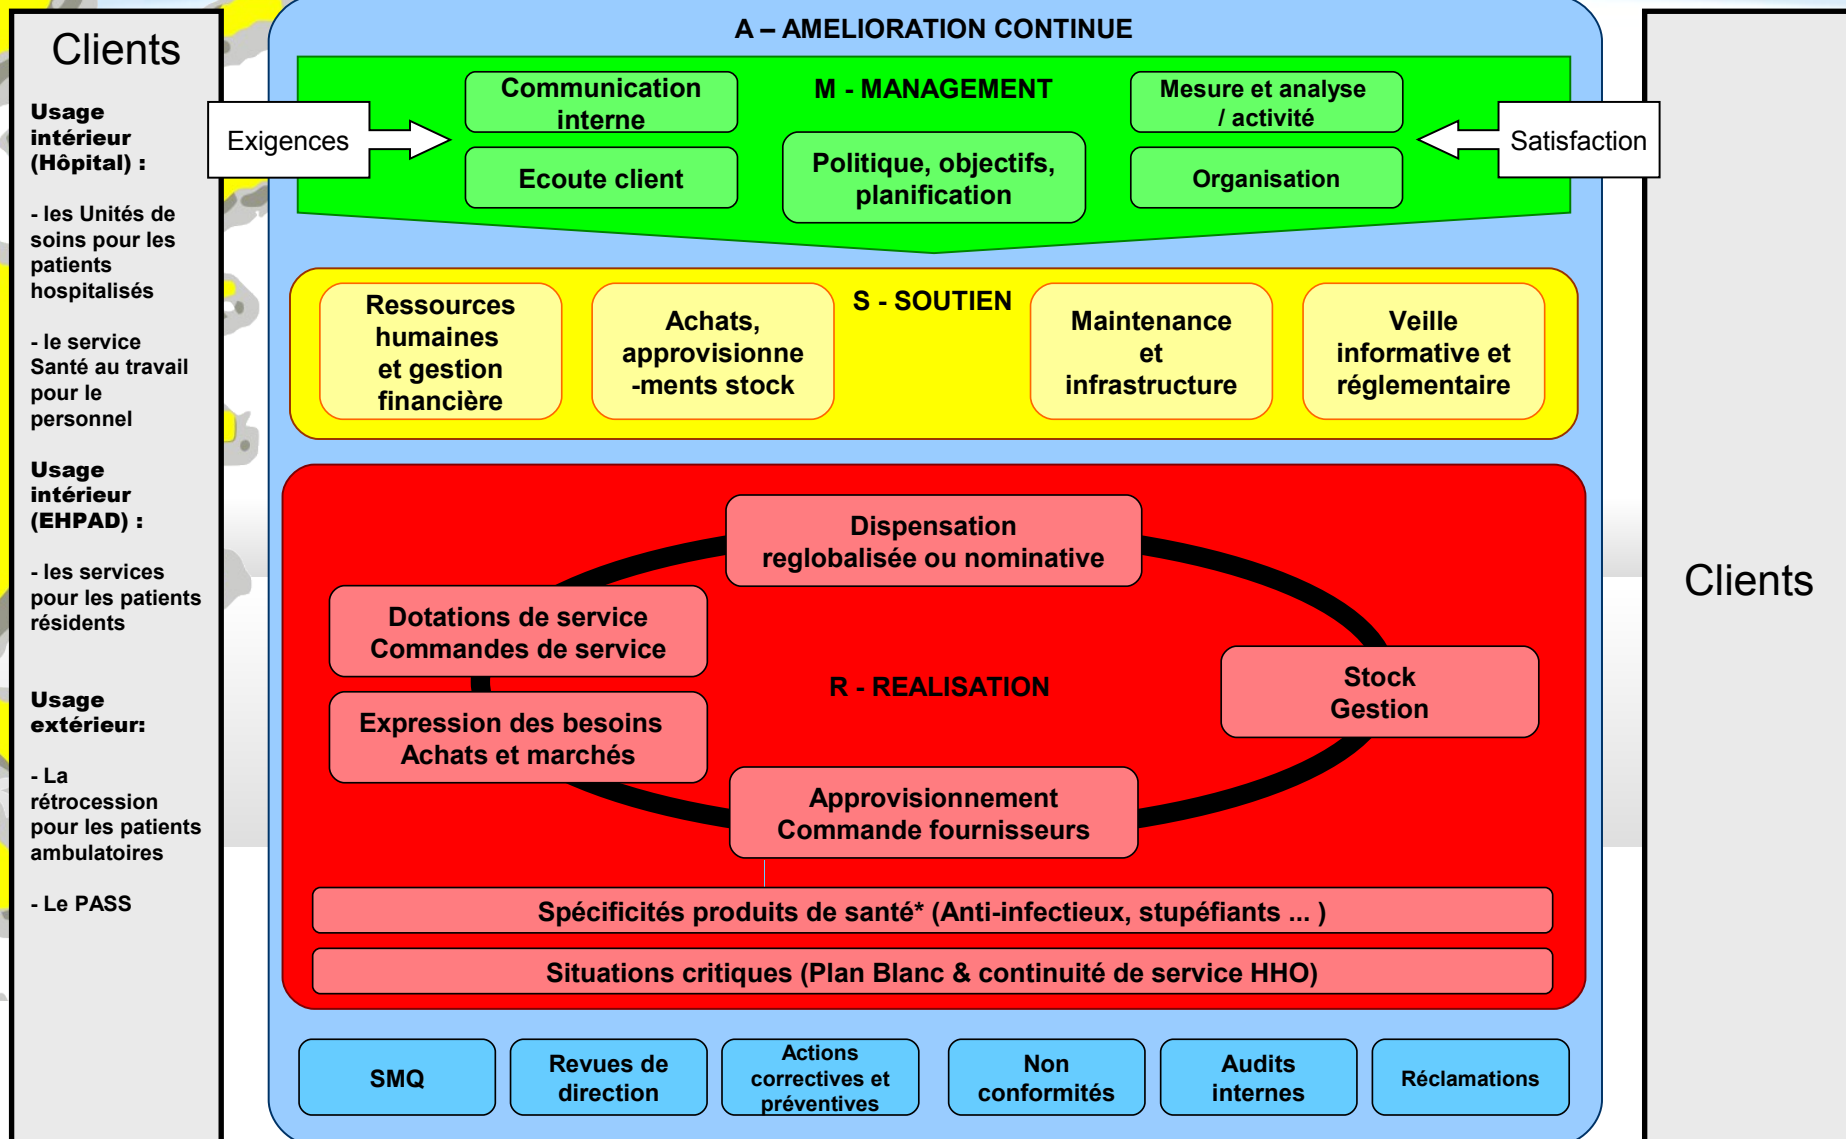 Clients
Usage
intérieur
(Hôpital) :
- les Unités de
soins pour les
patients
hospitalisés
- le service
Santé au travail
pour le
personnel
Usage
intérieur
(EHPAD) :
- les services
pour les patients
résidents
Usage
extérieur:
- La
rétrocession
pour les patients
ambulatoires
- Le PASS
Exigences
A – AMELIORATION CONTINUE
M - MANAGEMENT
Communication
interne
Ecoute client
Politique, objectifs,
planification
Mesure et analyse
/ activité
Organisation
Satisfaction
S - SOUTIEN
Ressources
humaines
et gestion
financière
Achats,
approvisionne
-ments stock
Maintenance
et
infrastructure
Veille
informative et
réglementaire
Dispensation
reglobalisée ou nominative
Dotations de service
Commandes de service
Expression des besoins
Achats et marchés
R - REALISATION
Stock
Gestion
Approvisionnement
Commande fournisseurs
Spécificités produits de santé* (Anti-infectieux, stupéfiants ... )
Situations critiques (Plan Blanc & continuité de service HHO)
SMQ
Revues de
direction
Actions
correctives et
préventives
Non
conformités
Audits
internes
Réclamations
Clients